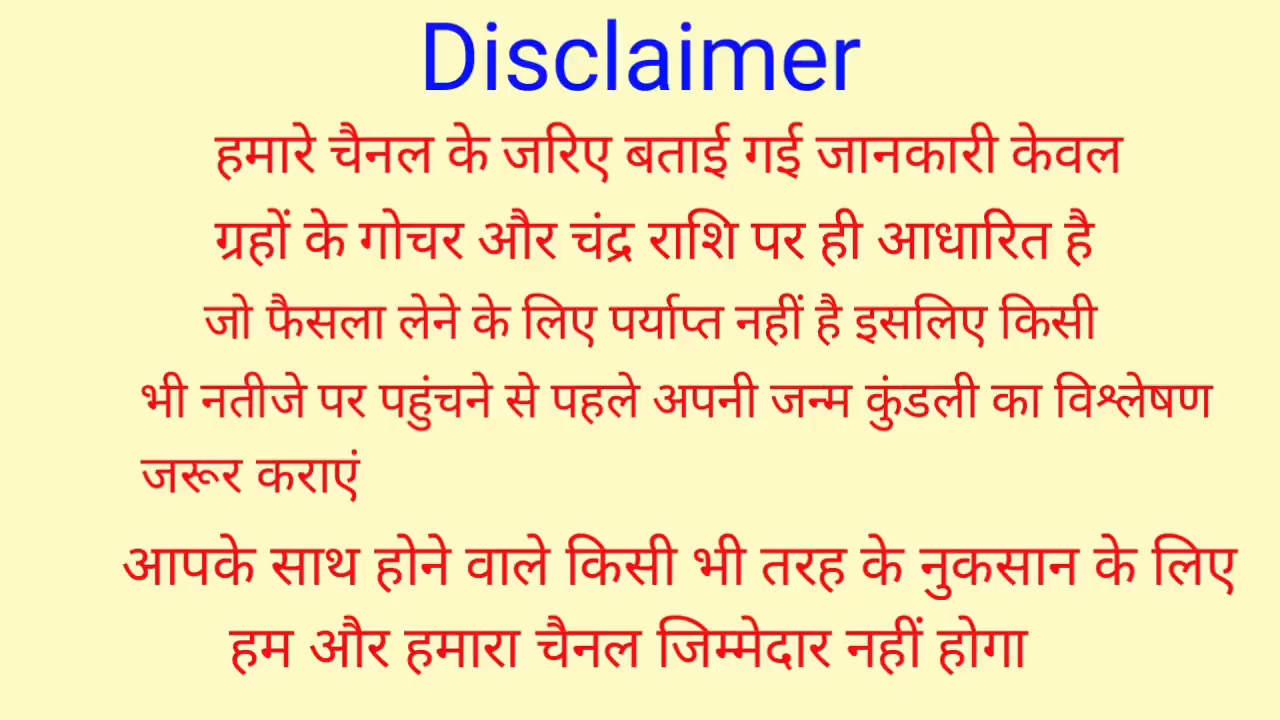 Disclaimer
हमारे चैनल के जरिए बताई गई जानकारी केवल
ग्रहों के गोचर और चंद्र राशि पर ही आधारित है
जो फैसला लेने के लिए पर्याप्त नहीं है इसलिए किसी
भी नतीजे पर पहुंचने से पहले अपनी जन्म कुंडली का विश्लेषण
जरूर कराएं
आपके साथ होने वाले किसी भी तरह के नुकसान के लिए
हम और हमारा चैनल जिम्मेदार नहीं होगा